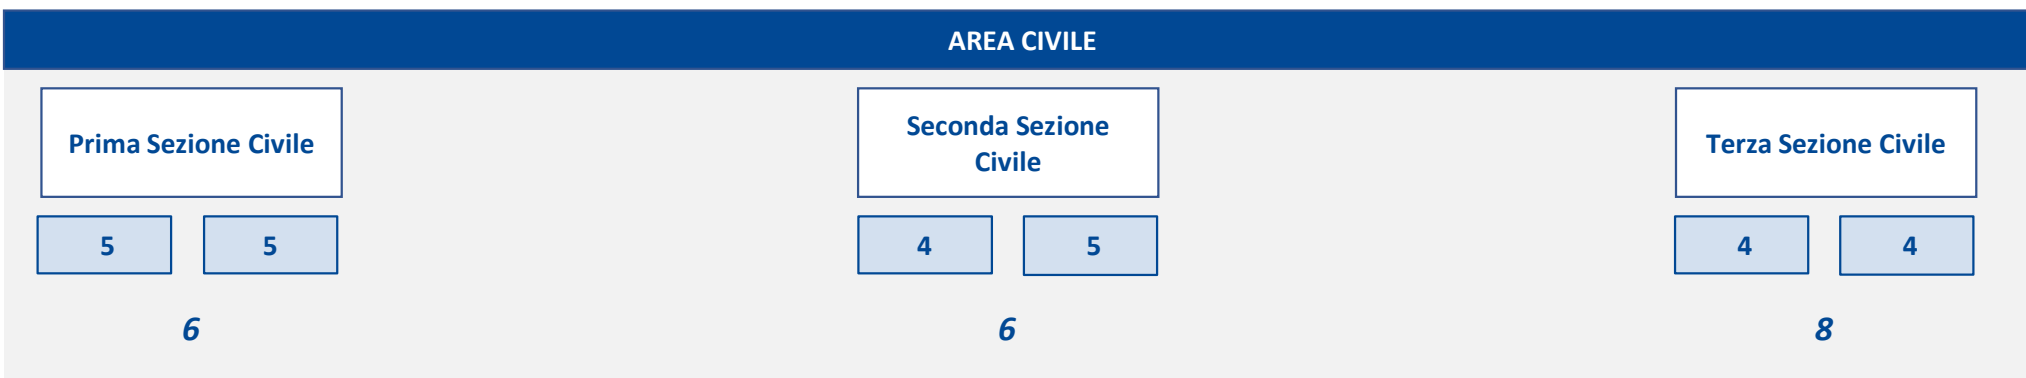 AREA CIVILE
Prima Sezione Civile
Seconda Sezione
Civile
Terza Sezione Civile
5 5 4 5 4 4
6 6 8